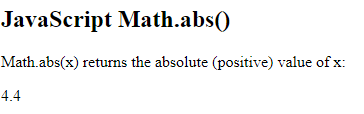 JavaScript Math.abs()
Math.abs(x) returns the absolute (positive) value of x:
4.4